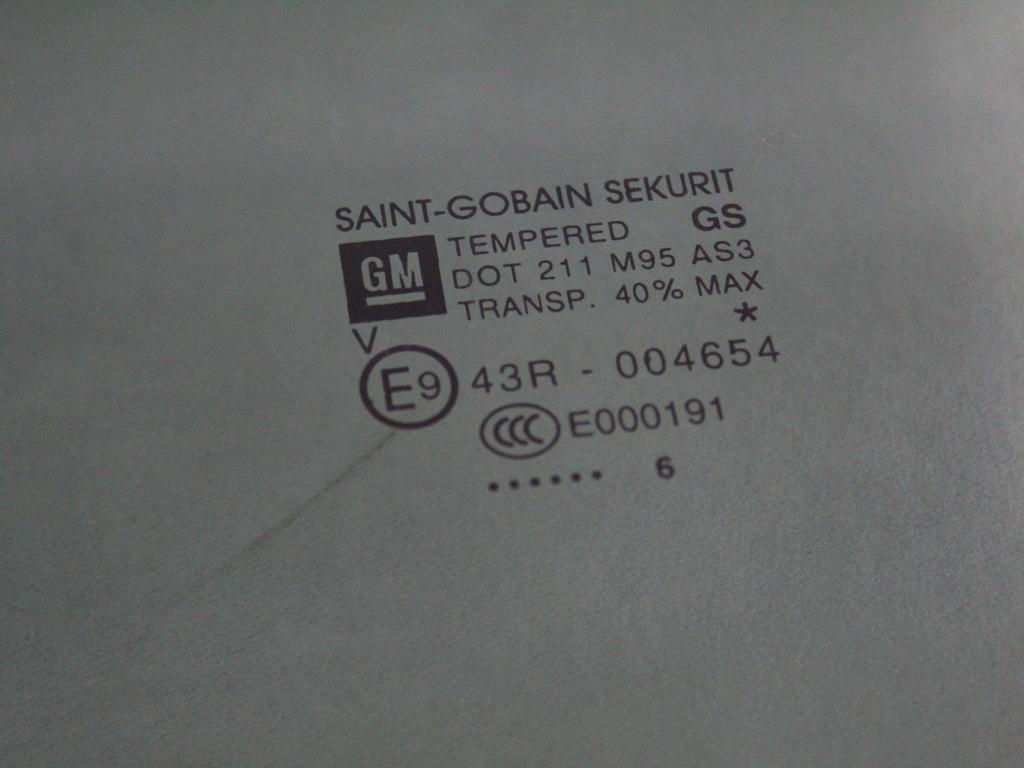 SAINT-GOBAIN SEKURIT
GM TEMPERED GS
DOT 211 M95 AS3
TRANSP. 40% MAX
*
V
E9 43R - 004654
CCC E000191
...... 6